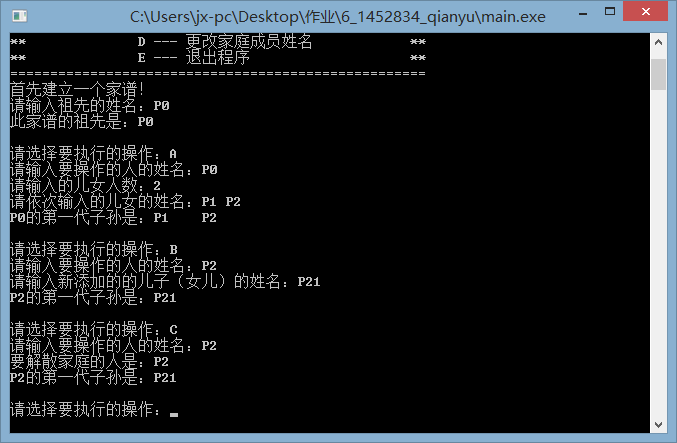 C:\Users\jx-pc\Desktop\作业\6_1452834_qianyu\main.exe
** D --- 更改家庭成员姓名 **
** E --- 退出程序 **
====================================================
首先建立一个家谱!
请输入祖先的姓名：P0
此家谱的祖先是：P0
请选择要执行的操作：A
请输入要操作的人的姓名：P0
请输入的儿女人数：2
请依次输入的儿女的姓名：P1 P2
P0的第一代子孙是：P1 P2
请选择要执行的操作：B
请输入要操作的人的姓名：P2
请输入新添加的的儿子（女儿）的姓名：P21
P2的第一代子孙是：P21
请选择要执行的操作：C
请输入要操作的人的姓名：P2
要解散家庭的人是：P2
P2的第一代子孙是：P21
请选择要执行的操作：